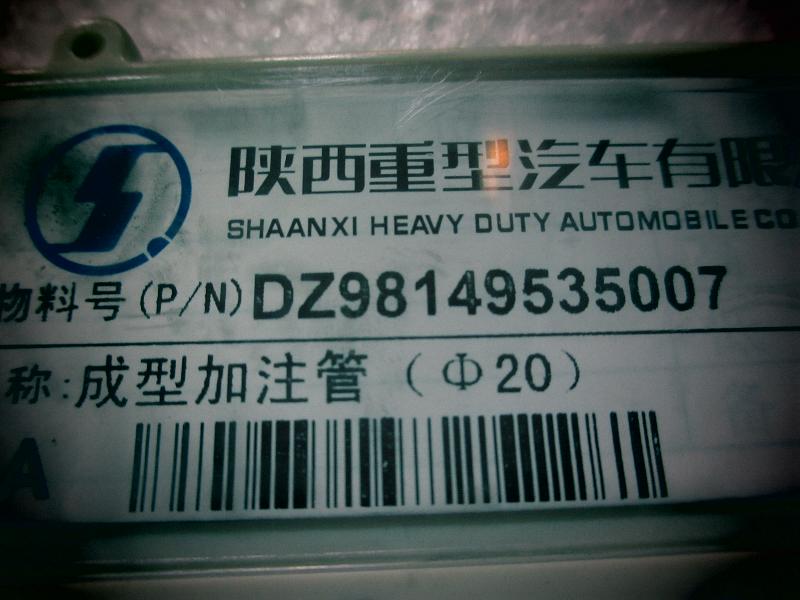 陕西重型汽车有限
SHAANXI HEAVY DUTY AUTOMOBILE CO
物料号(P/N)DZ98149535007
称:成型加注管(Φ20)
A